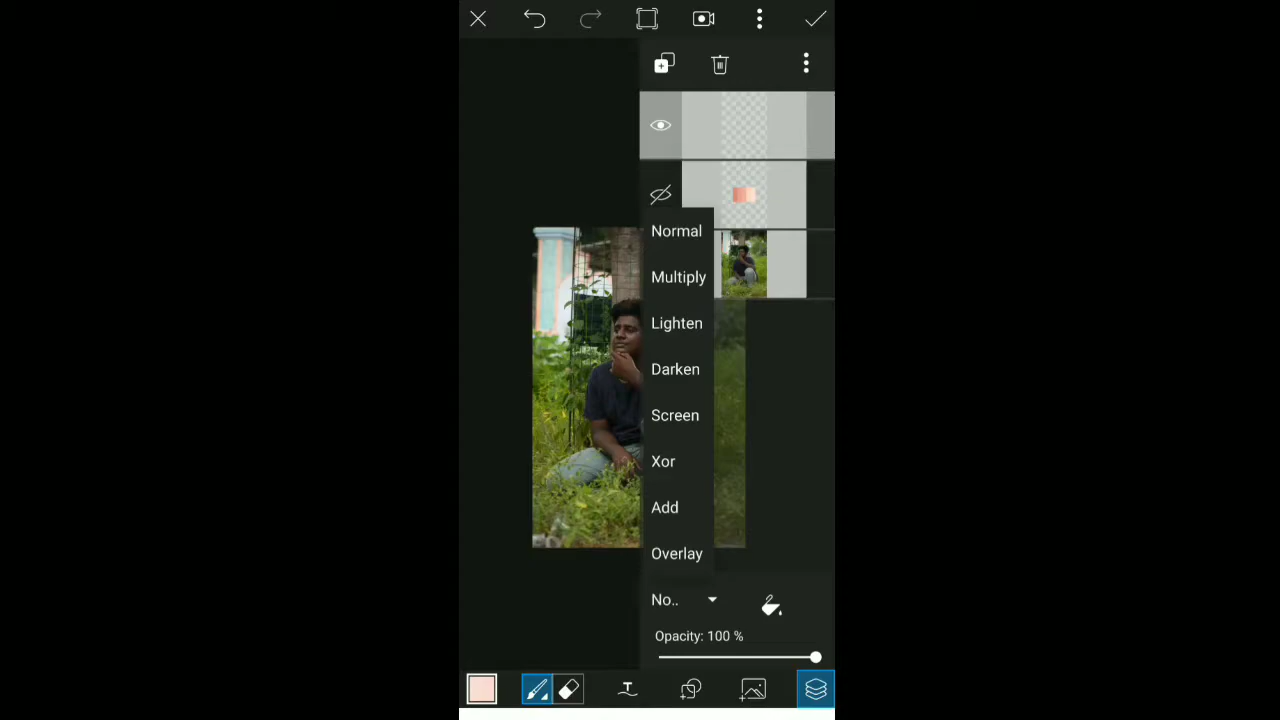 Normal
Multiply
Lighten
Darken
Screen
Xor
Add
Overlay
No..
Opacity: 100 %